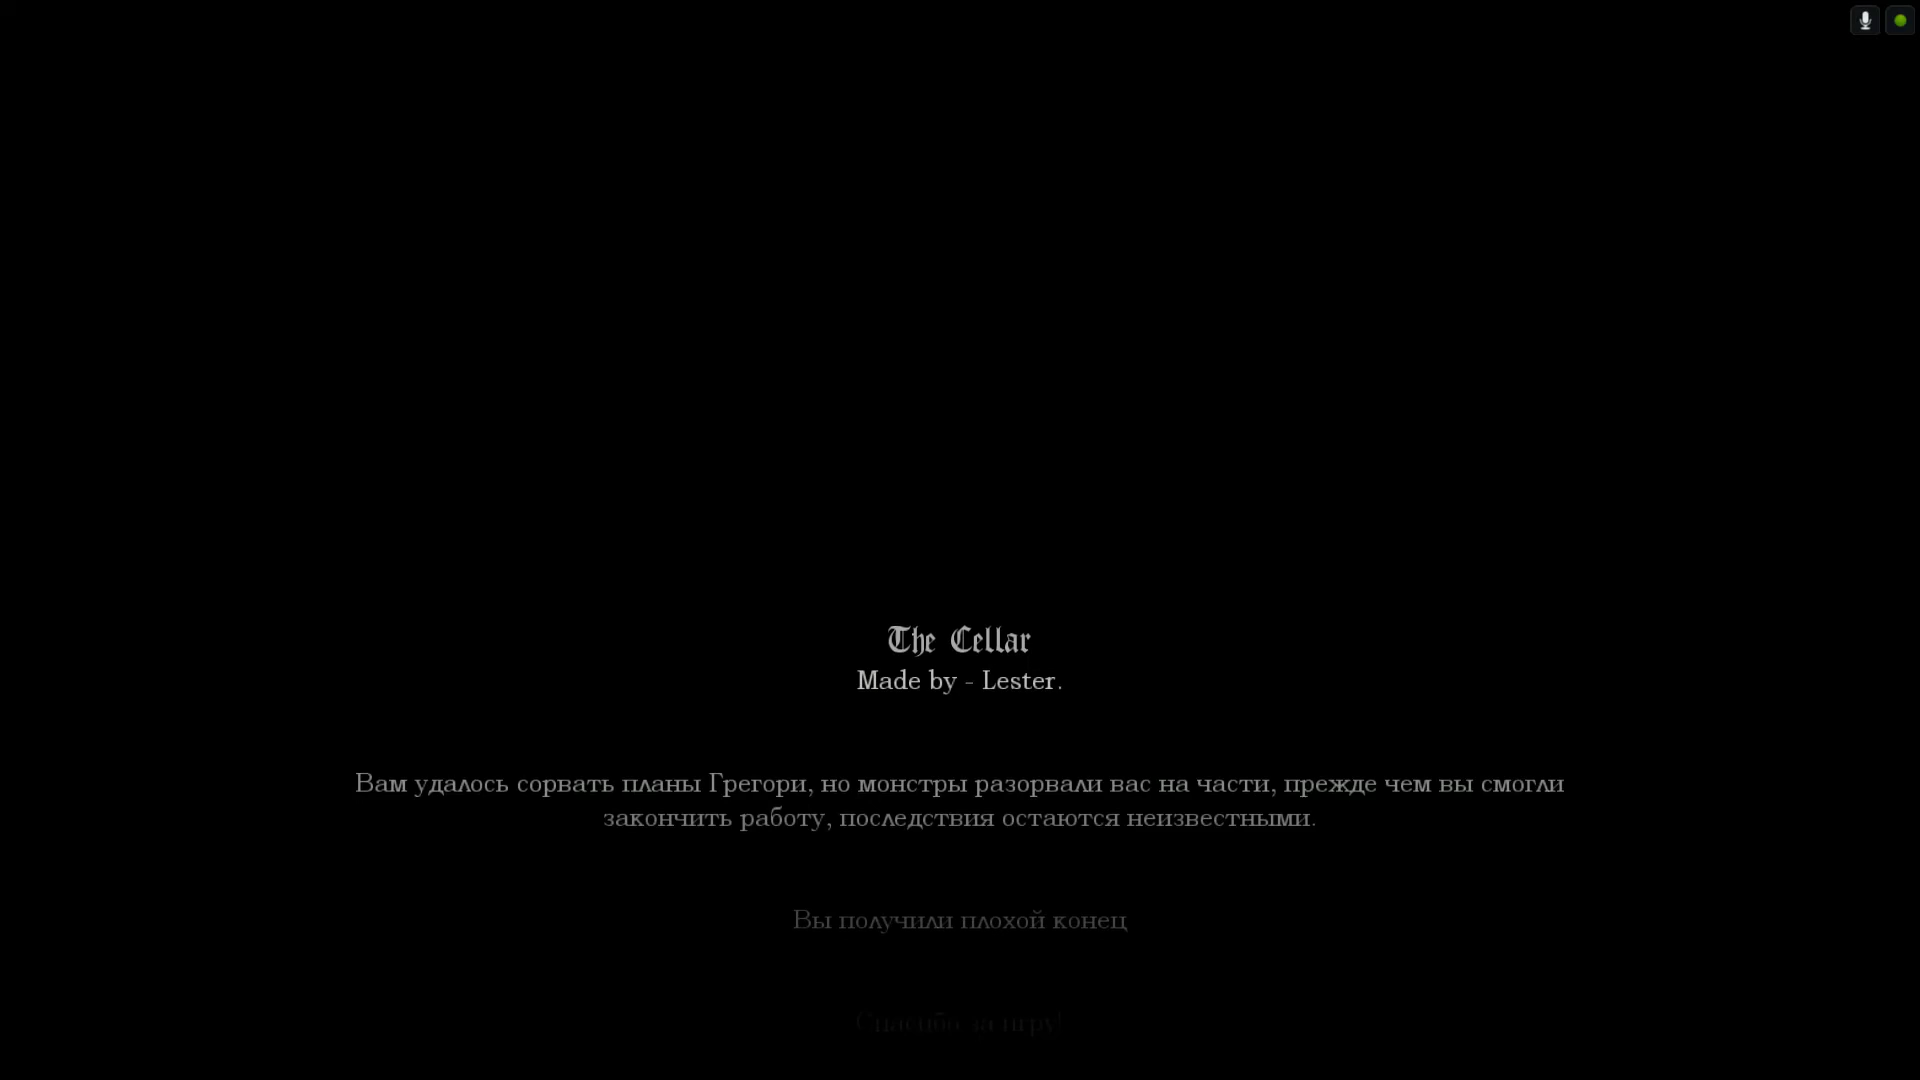 The Cellar
Made by - Lester.
Вам удалось сорвать планы Грегори, но монстры разорвали вас на части, прежде чем вы смогли
закончить работу, последствия остаются неизвестными.
Вы получили плохой конец
Спасибо за игру!